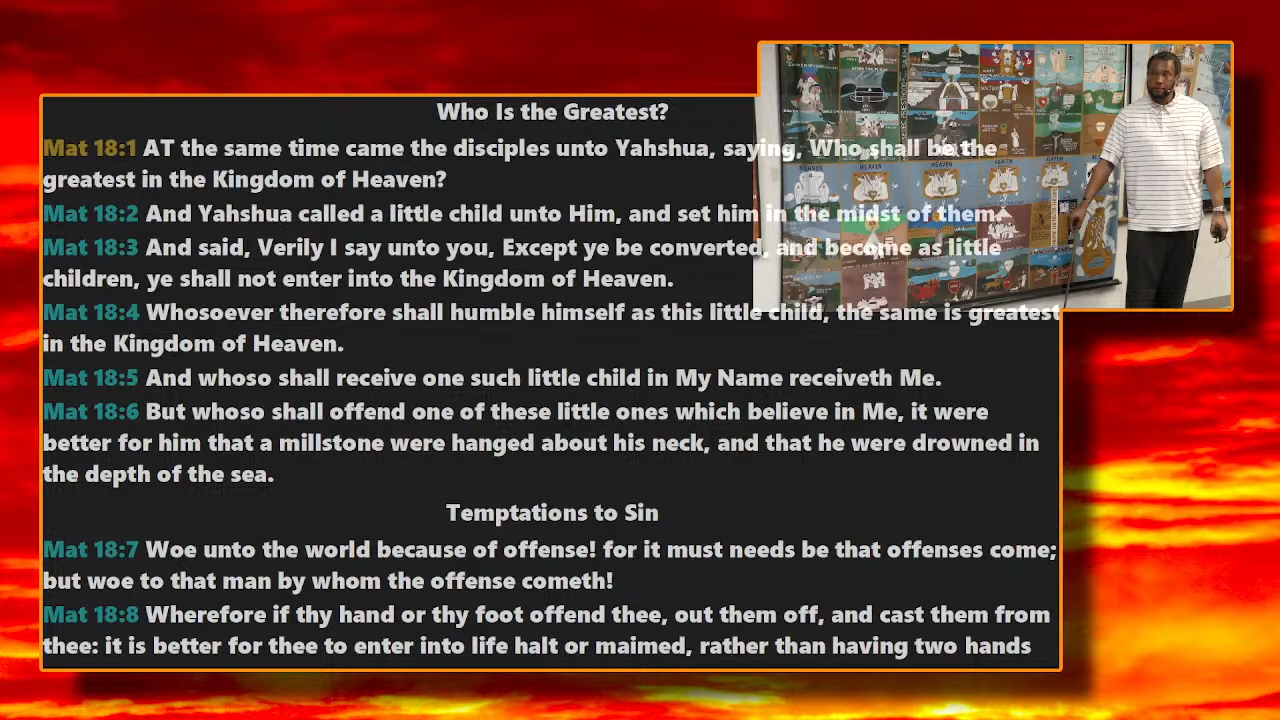 Who Is the Greatest?
Mat 18:1 AT the same time came the disciples unto Yahshua, saying, Who shall be the
greatest in the Kingdom of Heaven?
Mat 18:2 And Yahshua called a little child unto Him, and set him in the midst of them.
Mat 18:3 And said, Verily I say unto you, Except ye be converted, and become as little
children, ye shall not enter into the Kingdom of Heaven.
Mat 18:4 Whosoever therefore shall humble himself as this little child, the same is greatest
in the Kingdom of Heaven.
Mat 18:5 And whoso shall receive one such little child in My Name receiveth Me.
Mat 18:6 But whoso shall offend one of these little ones which believe in Me, it were
better for him that a millstone were hanged about his neck, and that he were drowned in
the depth of the sea.
Temptations to Sin
Mat 18:7 Woe unto the world because of offense! for it must needs be that offenses come;
but woe to that man by whom the offense cometh!
Mat 18:8 Wherefore if thy hand or thy foot offend thee, out them off, and cast them from
thee: it is better for thee to enter into life halt or maimed, rather than having two hands
HEAVEN HEAVEN HEAVEN HEAVEN HEAVEN